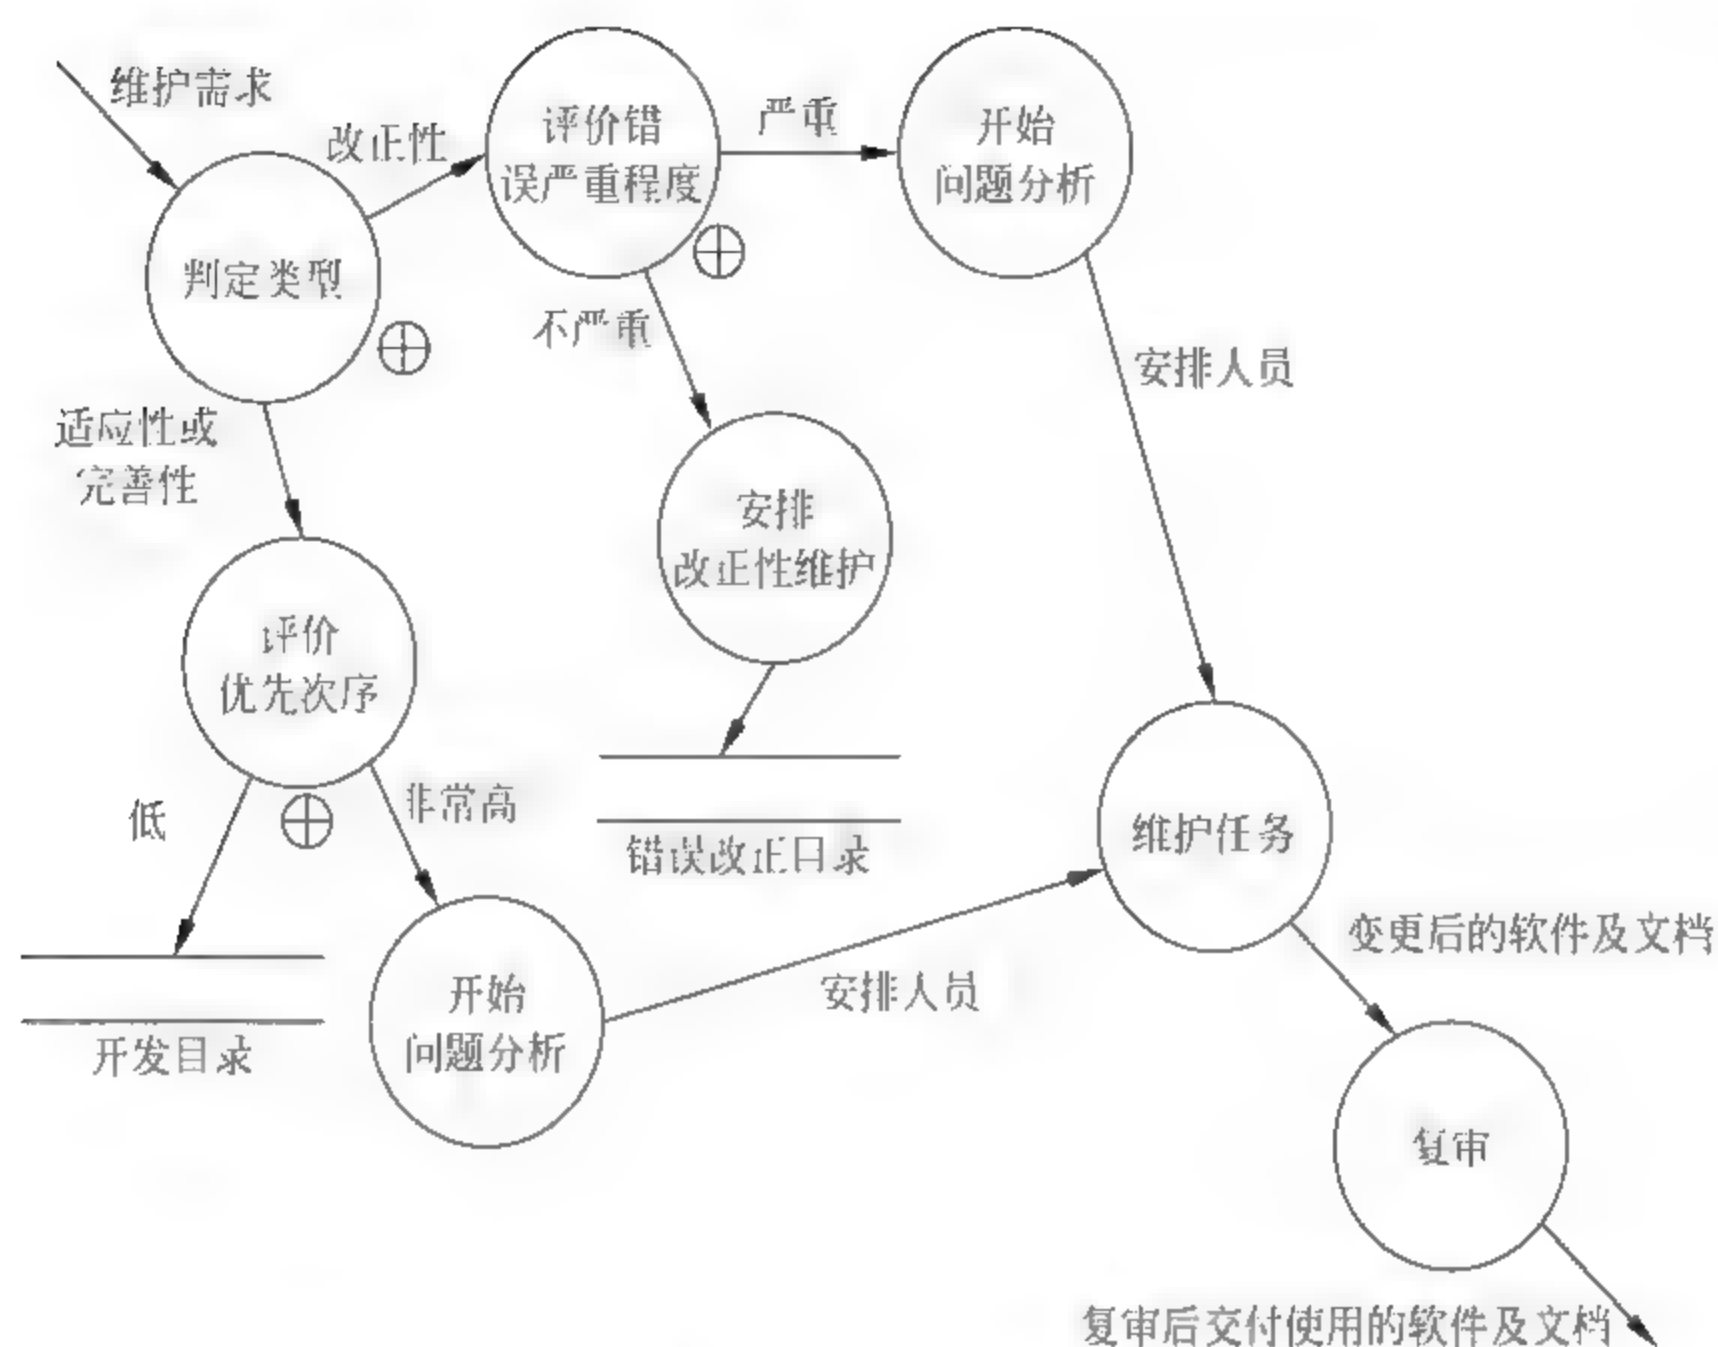 维护需求
改正性
评价错
误严重程度
严重
开始
问题分析
判定类型
不严重
安排人员
适应性或
完善性
安排
改正性维护
评价
优先次序
低
非常高
错误改正目录
维护任务
变更后的软件及文档
开始
问题分析
安排人员
开发目录
复审
复审后交付使用的软件及文档